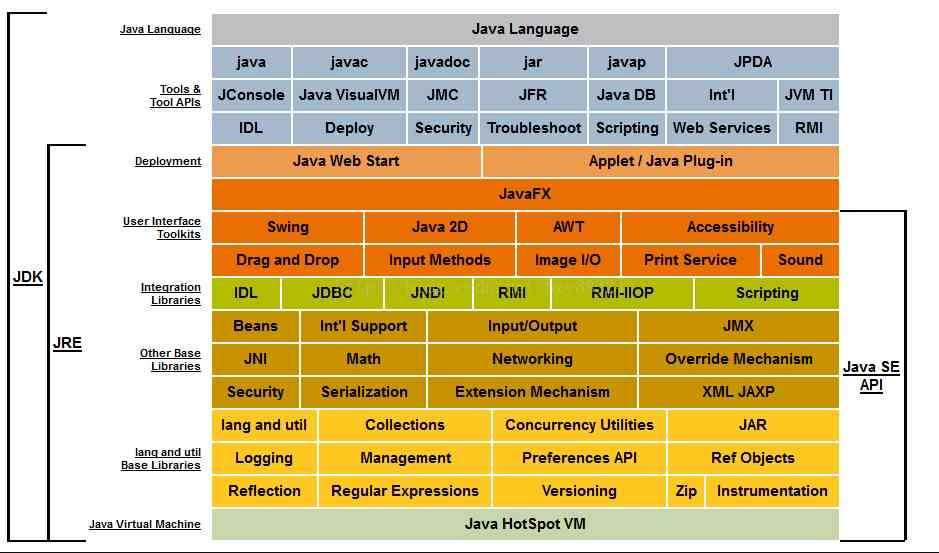 Java Language Java Language
java javac javadoc jar javap JPDA
Tools &
Tool APIs
JConsole Java VisualVM JMC JFR Java DB Int'l JVM TI
IDL Deploy Security Troubleshoot Scripting Web Services RMI
Deployment Java Web Start Applet / Java Plug-in
JavaFX
User Interface
Toolkits
Swing Java 2D AWT Accessibility
Drag and Drop Input Methods Image I/O Print Service Sound
JDK
Integration
Libraries
IDL JDBC JNDI RMI RMI-IIOP Scripting
Beans Int'l Support Input/Output JMX
JRE
Other Base
Libraries
JNI Math Networking Override Mechanism
Java SE
API
Security Serialization Extension Mechanism XML JAXP
lang and util Collections Concurrency Utilities JAR
lang and util
Base Libraries
Logging Management Preferences API Ref Objects
Reflection Regular Expressions Versioning Zip Instrumentation
Java Virtual Machine Java HotSpot VM